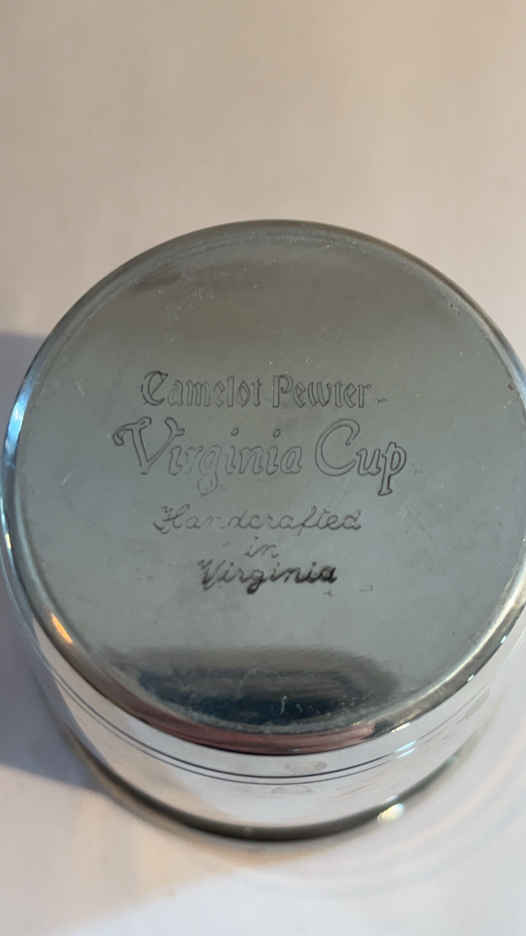 Camelot Pewter
Virginia Cup
Handcrafted
in
Virginia